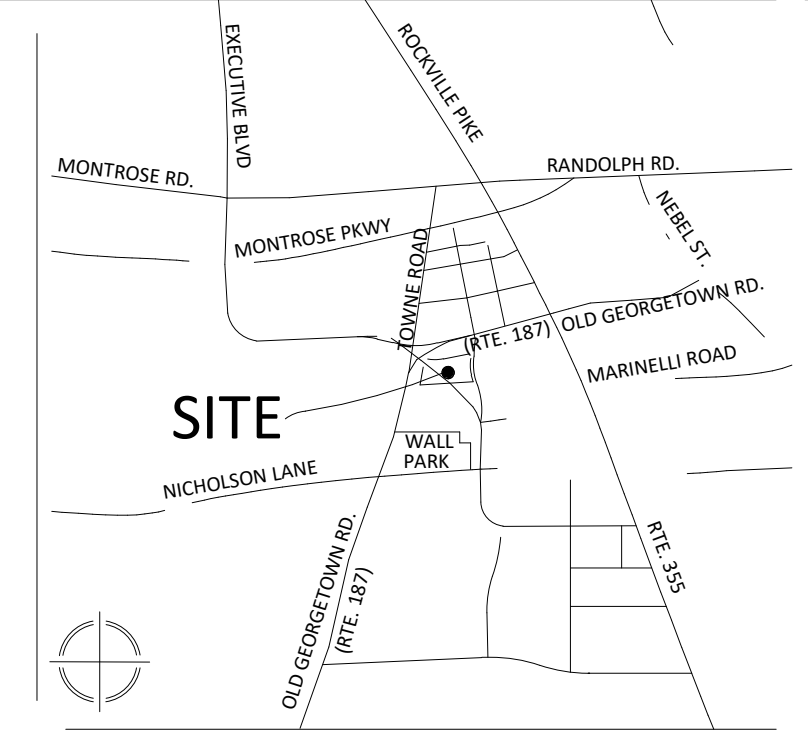 EXECUTIVE BLVD
ROCKVILLE PIKE
MONTROSE RD.
RANDOLPH RD.
NEBEL ST.
MONTROSE PKWY
TOWNE ROAD
OLD GEORGETOWN RD.
(RTE. 187)
MARINELLI ROAD
SITE
WALL
PARK
NICHOLSON LANE
OLD GEORGETOWN RD.
(RTE. 187)
RTE. 355